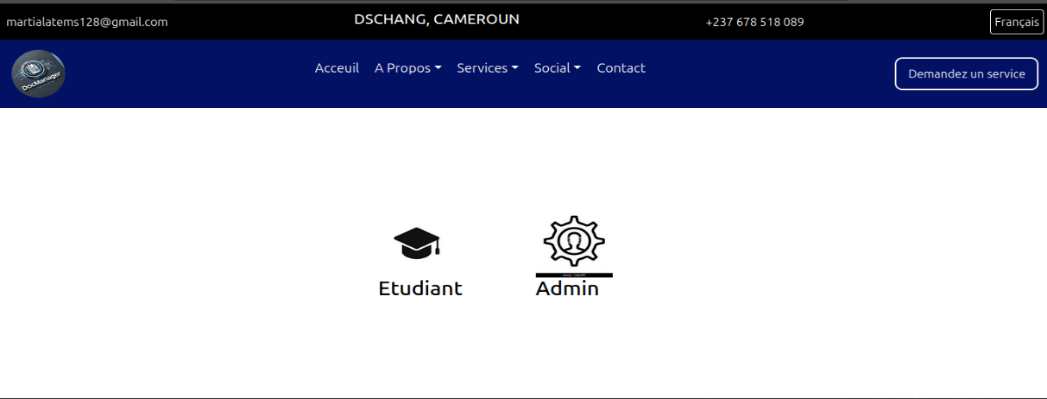 martialatems128@gmail.com
DSCHANG, CAMEROUN
+237 678 518 089
Français
DocManager
Acceuil A Propos Services Social Contact
Demandez un service
Etudiant
Admin